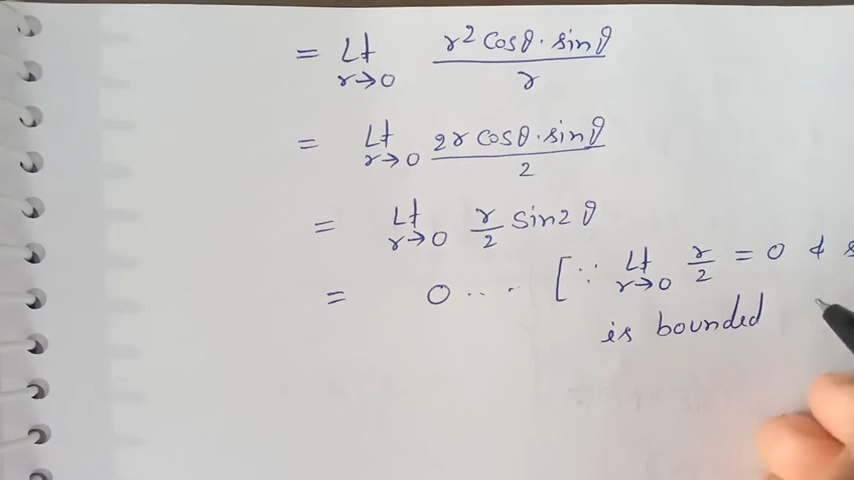 = Lt r→0 r² cosθ · sinθ / r
= Lt r→0 2r cosθ · sinθ / 2
= Lt r→0 r/2 sin2θ
= 0 ... [∵ Lt r→0 r/2 = 0 &
is bounded